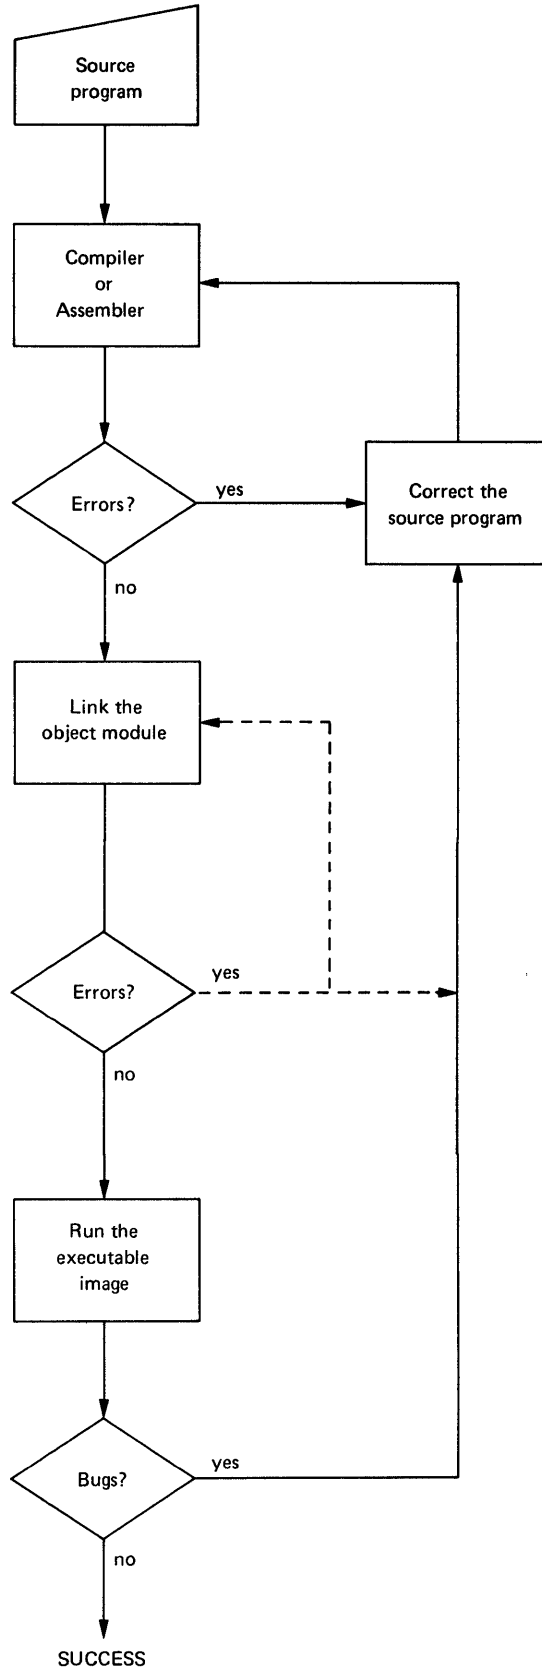 Source
program
Compiler
or
Assembler
Errors?
yes
Correct the
source program
no
Link the
object module
Errors?
yes
no
Run the
executable
image
Bugs?
yes
no
SUCCESS